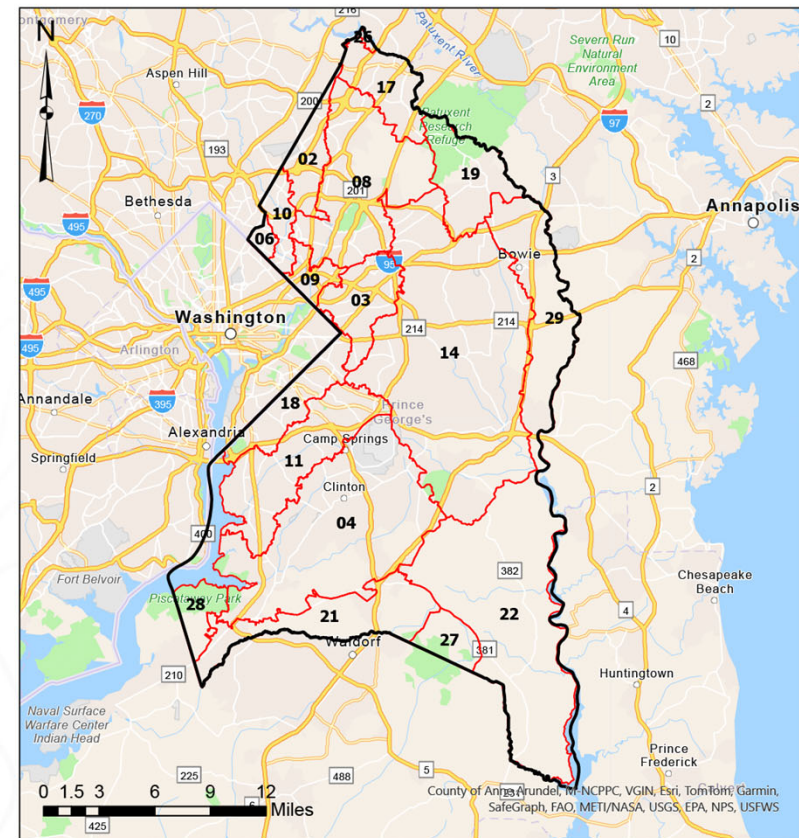 ontgomery
216
26
Patuxent River
Severn Run
Natural
Environment
Area
10
N
Aspen Hill
17
270
200
Patuxent
Research
Refuge
2
97
193
02
08
19
3
201
Bethesda
10
Annapolis
495
06
Bowie
95
2
495
09
03
Washington
214
214
29
Arlington
14
495
468
Annandale
395
18
Prince
George's
Alexandria
Camp Springs
Springfield
11
Clinton
2
04
400
382
Fort Belvoir
Chesapeake
Beach
Piscataway Park
28
22
4
21
27
Waldorf
381
210
Huntingtown
Naval Surface
Warfare Center
Indian Head
Prince
Frederick
5
225
488
231
6
425
0 1.5 3 6 9 12
Miles
County of Anne Arundel, M-NCPPC, VGIN, Esri, TomTom, Garmin,
SafeGraph, FAO, METI/NASA, USGS, EPA, NPS, USFWS